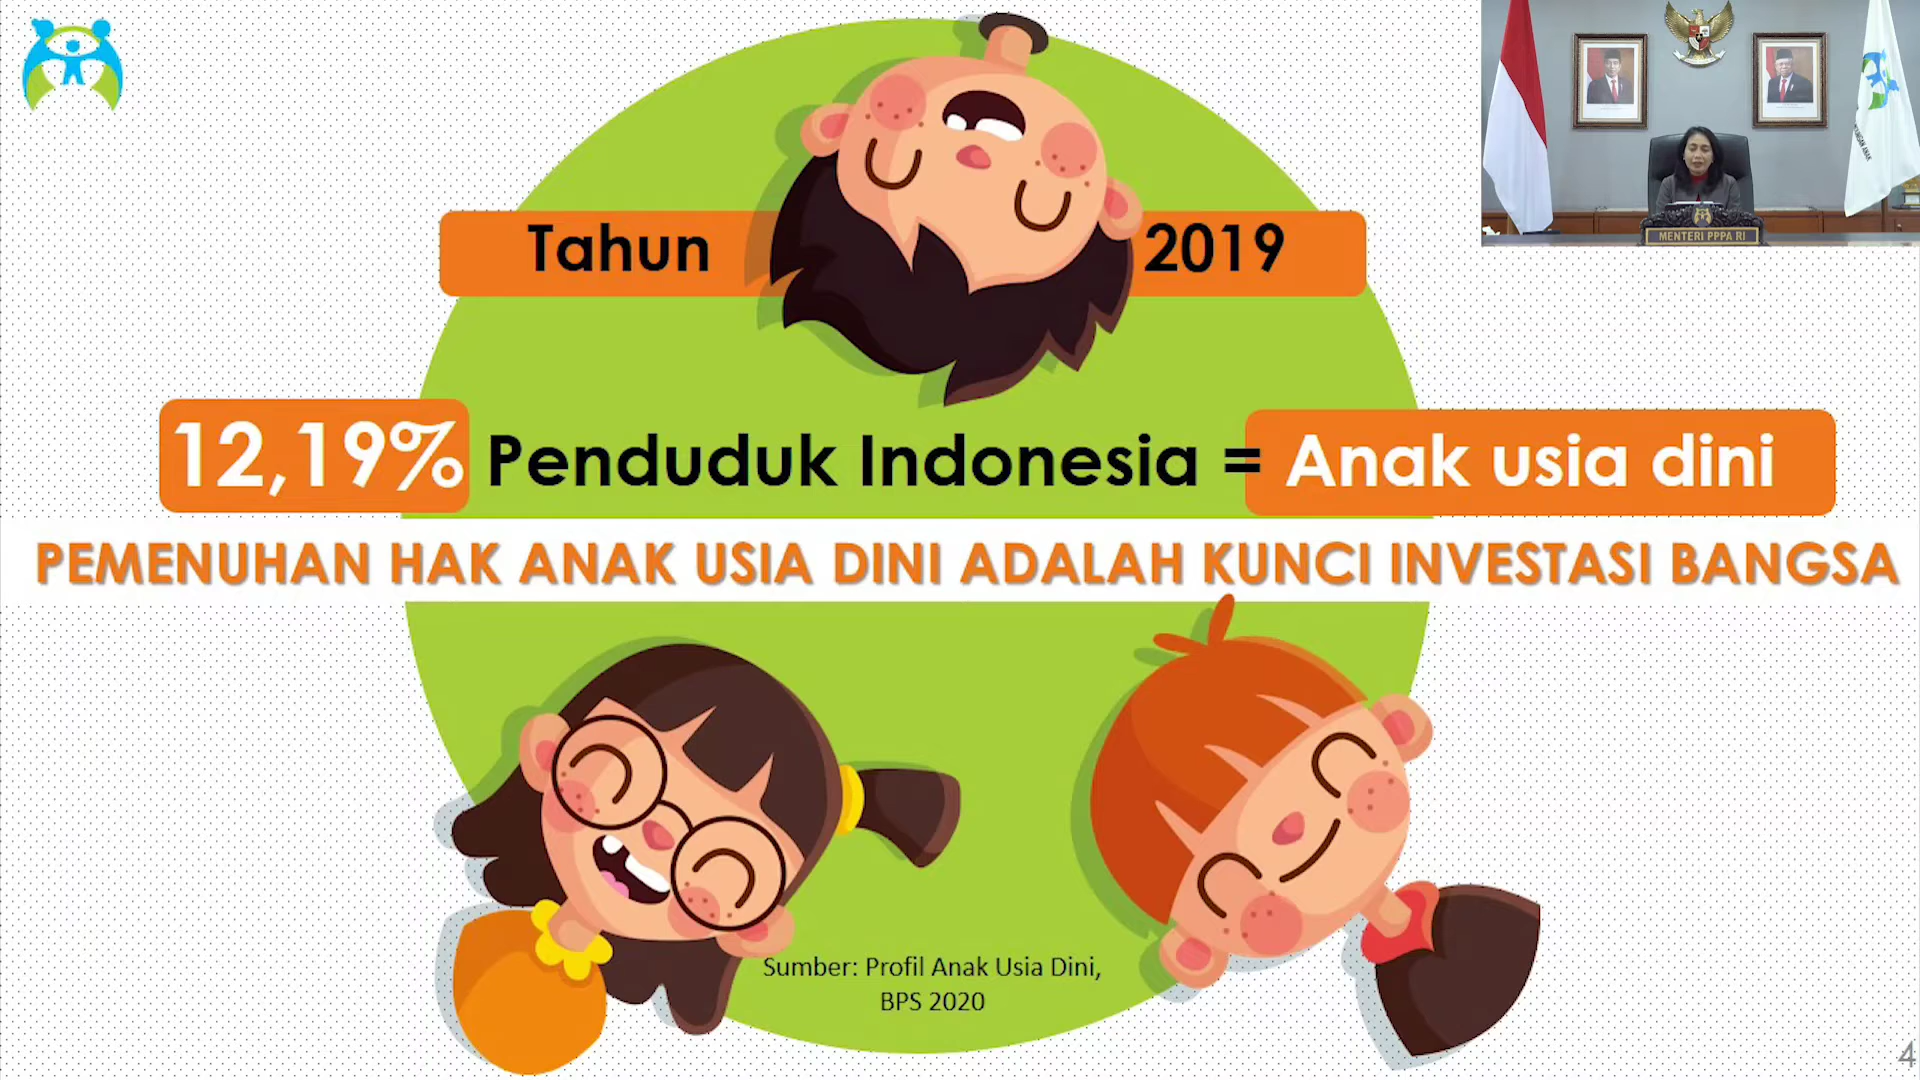 Tahun 2019
12,19% Penduduk Indonesia = Anak usia dini
PEMENUHAN HAK ANAK USIA DINI ADALAH KUNCI INVESTASI BANGSA
Sumber: Profil Anak Usia Dini,
BPS 2020
MENTERI PPPA RI
4